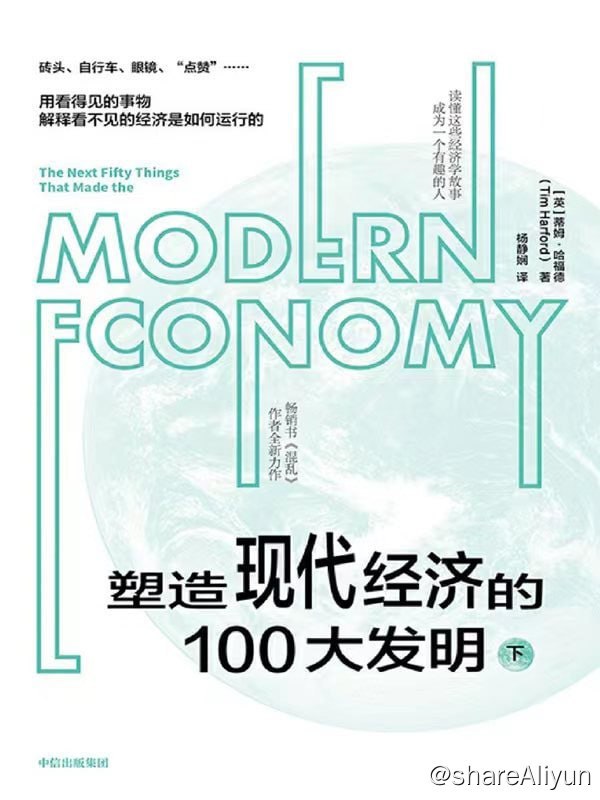 砖头、自行车、眼镜、“点赞”……
用看得见的事物
解释看不见的经济是如何运行的
The Next Fifty Things
That Made the
MODERN
ECONOMY
读懂这些经济学故事
成为一个有趣的人
[英]蒂姆·哈福德
(Tim Harford) 著
杨静娴 译
畅销书《混乱》
作者全新力作
塑造现代经济的
100大发明 下
中信出版集团
@shareAliyun